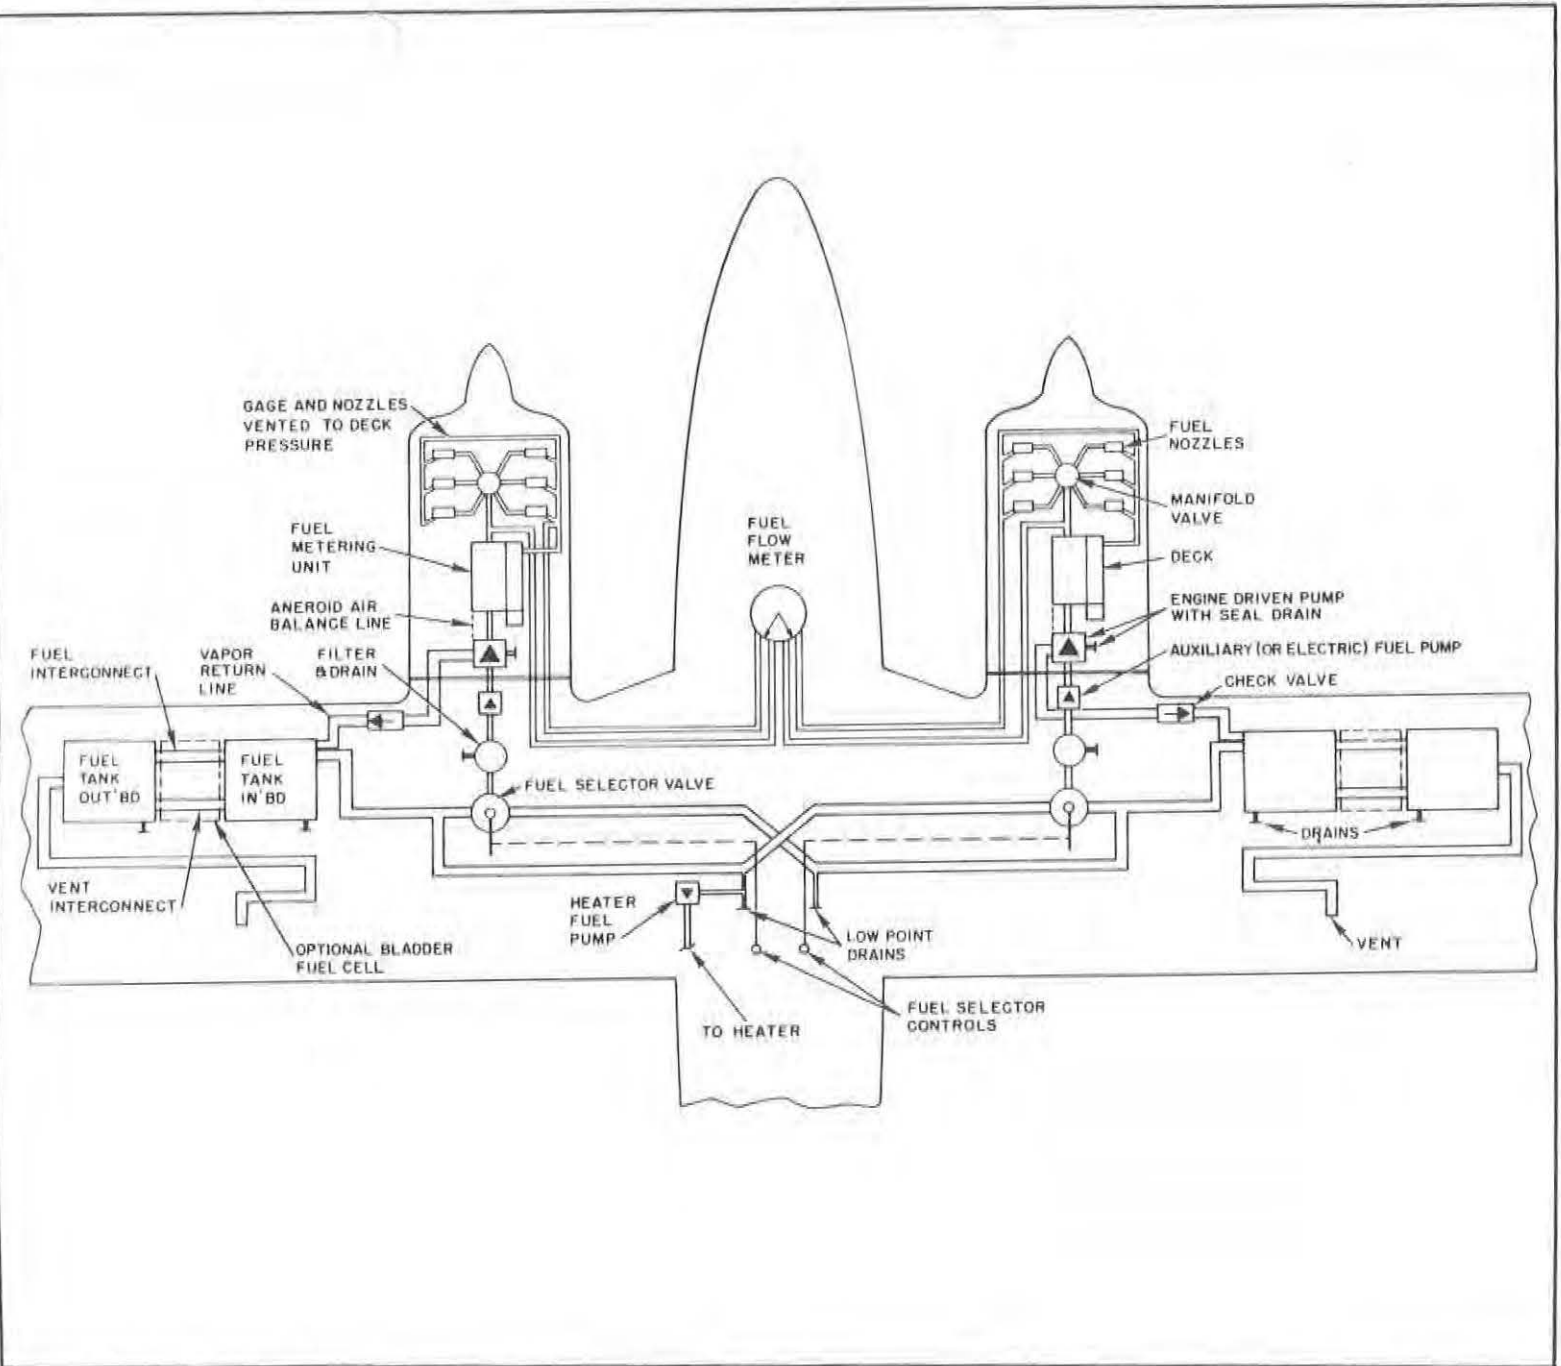 GAGE AND NOZZLES
VENTED TO DECK
PRESSURE
FUEL
NOZZLES
MANIFOLD
VALVE
FUEL
METERING
UNIT
FUEL
FLOW
METER
DECK
ANEROID AIR
BALANCE LINE
ENGINE DRIVEN PUMP
WITH SEAL DRAIN
FUEL
INTERCONNECT
VAPOR
RETURN
LINE
FILTER
& DRAIN
AUXILIARY (OR ELECTRIC) FUEL PUMP
CHECK VALVE
FUEL
TANK
OUT'BD
FUEL
TANK
IN'BD
FUEL SELECTOR VALVE
DRAINS
VENT
INTERCONNECT
HEATER
FUEL
PUMP
OPTIONAL BLADDER
FUEL CELL
LOW POINT
DRAINS
VENT
TO HEATER
FUEL SELECTOR
CONTROLS